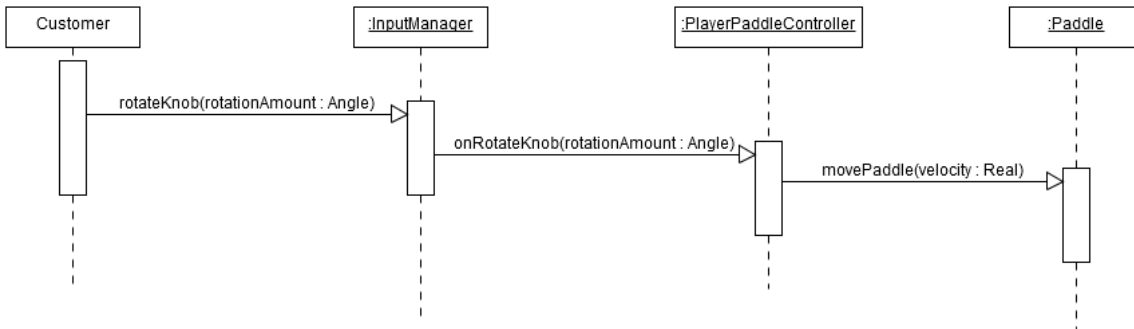 Customer
:InputManager
:PlayerPaddleController
:Paddle
rotateKnob(rotationAmount : Angle)
onRotateKnob(rotationAmount : Angle)
movePaddle(velocity : Real)